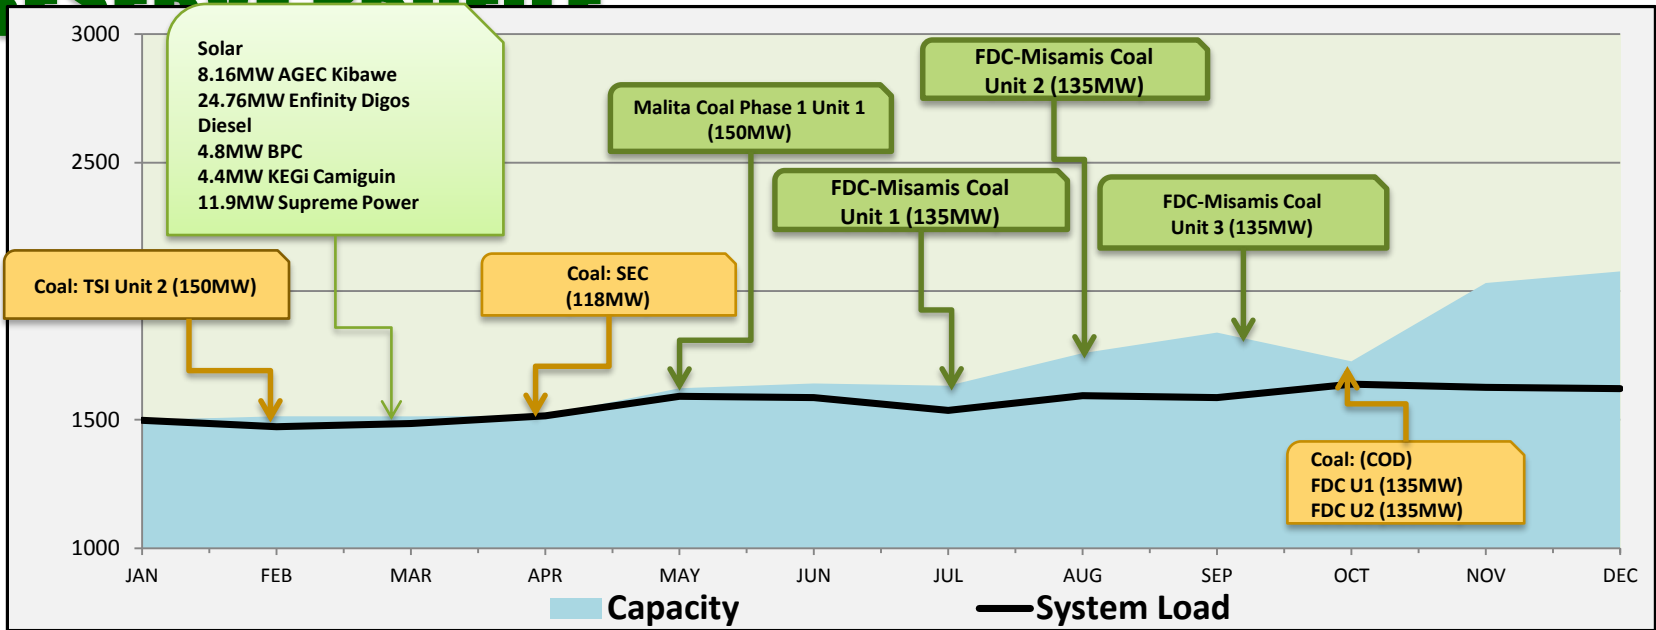 3000
2500
1500
1000
Solar
8.16MW AGEC Kibawe
24.76MW Enfinity Digos
Diesel
4.8MW BPC
4.4MW KEGi Camiguin
11.9MW Supreme Power
Malita Coal Phase 1 Unit 1
(150MW)
FDC-Misamis Coal
Unit 2 (135MW)
FDC-Misamis Coal
Unit 1 (135MW)
FDC-Misamis Coal
Unit 3 (135MW)
Coal: TSI Unit 2 (150MW)
Coal: SEC
(118MW)
Coal: (COD)
FDC U1 (135MW)
FDC U2 (135MW)
JAN FEB MAR APR MAY JUN JUL AUG SEP OCT NOV DEC
Capacity System Load